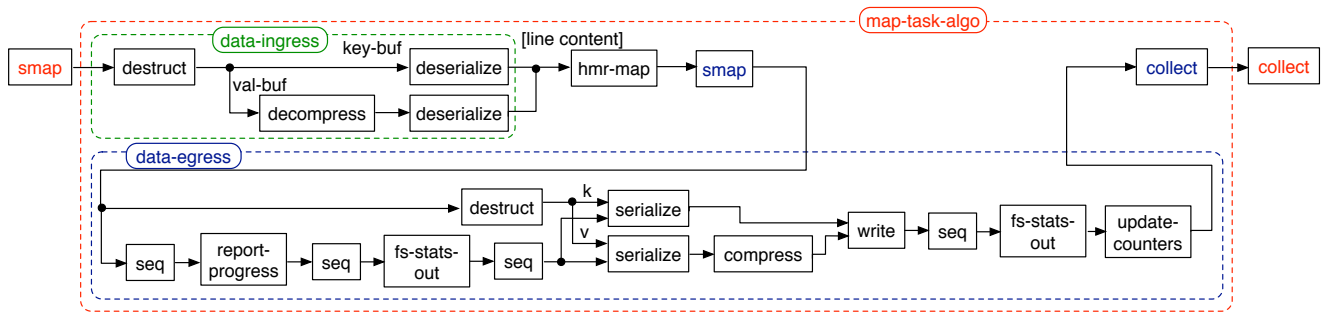 map-task-algo
data-ingress
[line content]
key-buf
smap
destruct
deserialize
hmr-map
smap
collect
collect
val-buf
decompress
deserialize
data-egress
k
destruct
serialize
v
write
seq
fs-stats-
out
update-
counters
seq
report-
progress
seq
fs-stats-
out
seq
serialize
compress